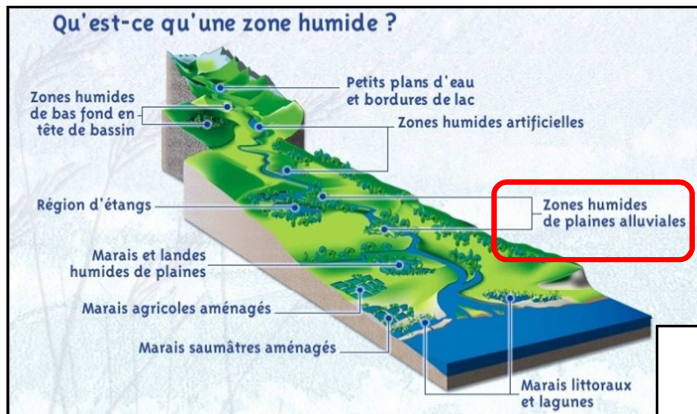 Qu'est-ce qu'une zone humide ?
Petits plans d'eau
et bordures de lac
Zones humides
de bas fond en
tête de bassin
Zones humides artificielles
Région d'étangs
Zones humides
de plaines alluviales
Marais et landes
humides de plaines
Marais agricoles aménagés
Marais saumâtres aménagés
Marais littoraux
et lagunes